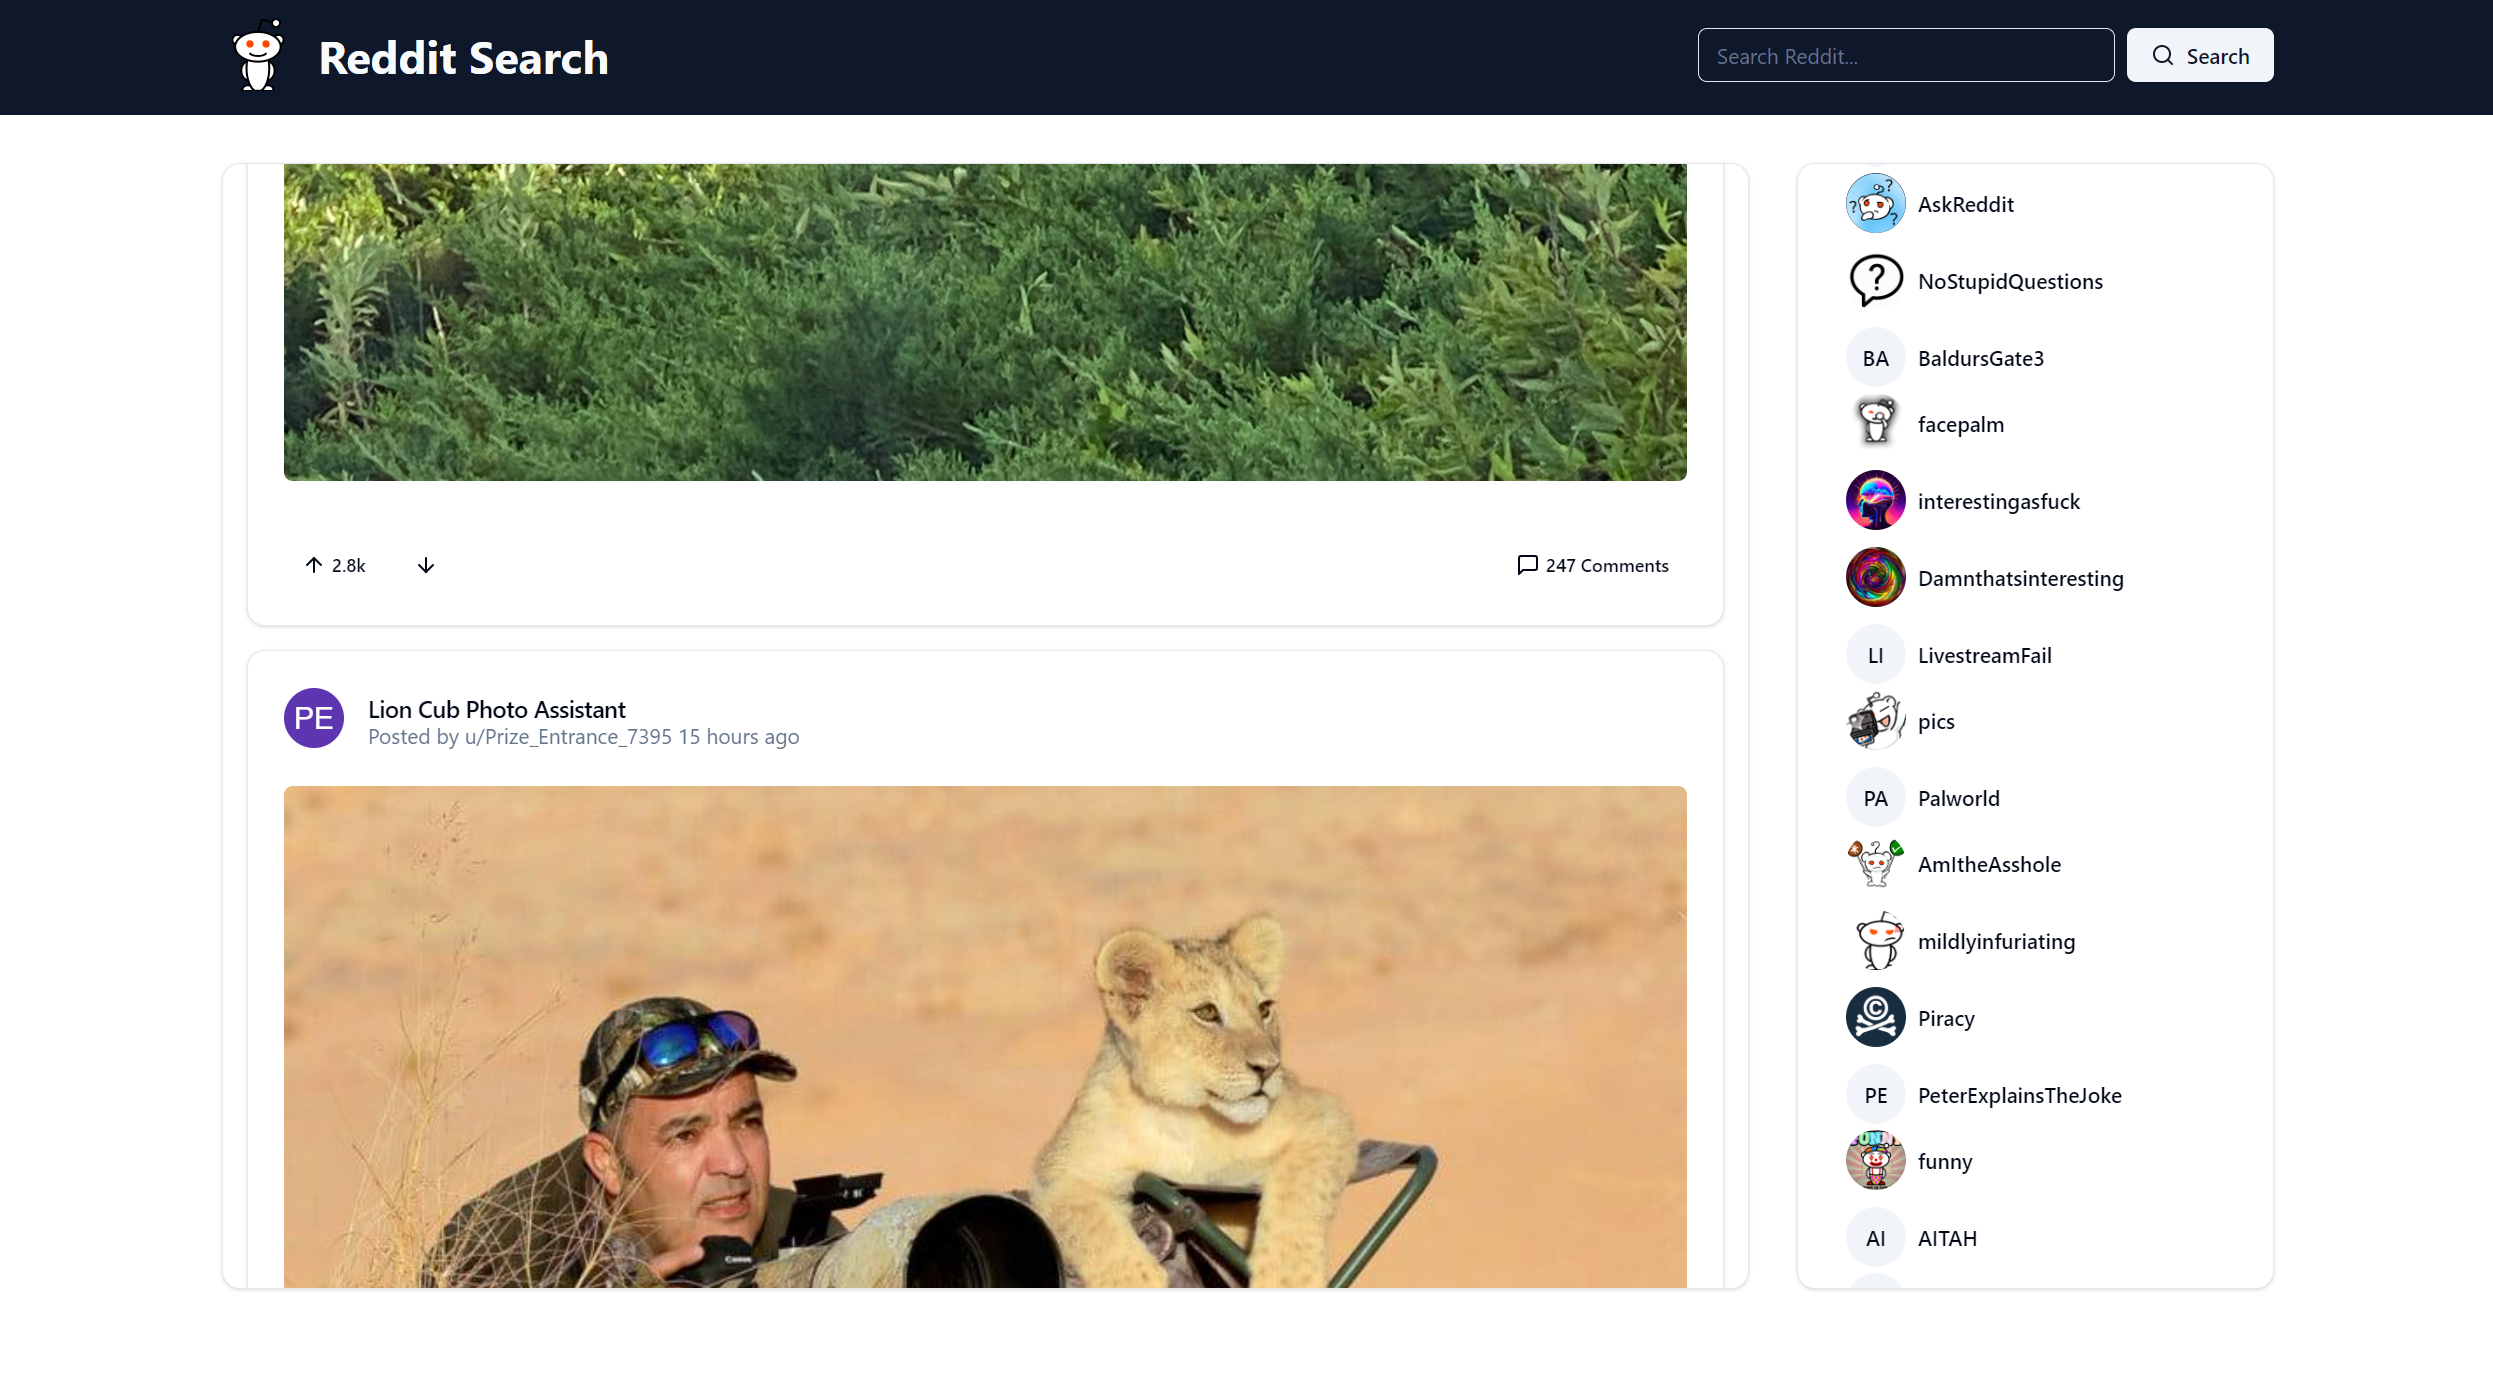 Reddit Search
Search Reddit...
Search
2.8k
247 Comments
PE
Lion Cub Photo Assistant
Posted by u/Prize_Entrance_7395 15 hours ago
Canon
AskReddit
NoStupidQuestions
BA
BaldursGate3
facepalm
interestingasfuck
Damnthatsinteresting
LI
LivestreamFail
pics
PA
Palworld
AmItheAsshole
mildlyinfuriating
Piracy
PE
PeterExplainsTheJoke
funny
AI
AITAH